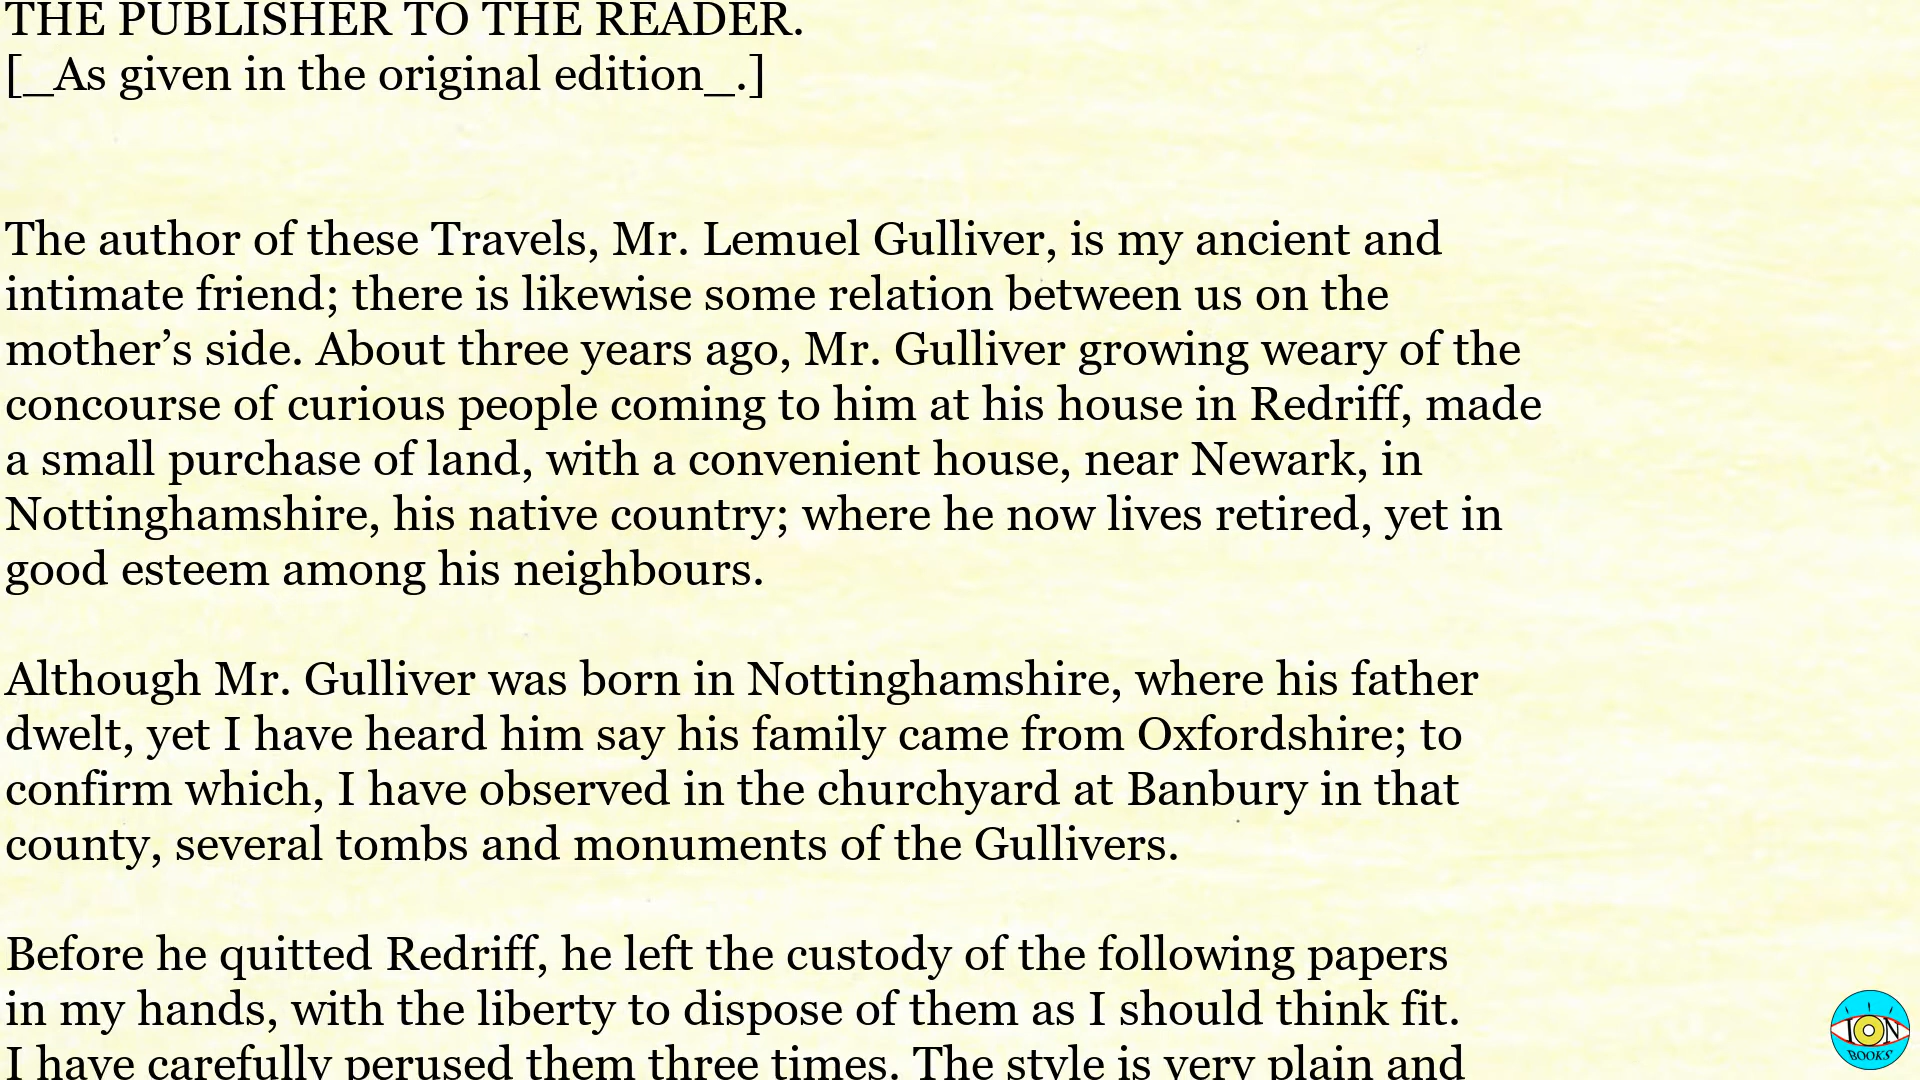 THE PUBLISHER TO THE READER.
[_As given in the original edition_.]
The author of these Travels, Mr. Lemuel Gulliver, is my ancient and
intimate friend; there is likewise some relation between us on the
mother’s side. About three years ago, Mr. Gulliver growing weary of the
concourse of curious people coming to him at his house in Redriff, made
a small purchase of land, with a convenient house, near Newark, in
Nottinghamshire, his native country; where he now lives retired, yet in
good esteem among his neighbours.
Although Mr. Gulliver was born in Nottinghamshire, where his father
dwelt, yet I have heard him say his family came from Oxfordshire; to
confirm which, I have observed in the churchyard at Banbury in that
county, several tombs and monuments of the Gullivers.
Before he quitted Redriff, he left the custody of the following papers
in my hands, with the liberty to dispose of them as I should think fit.
I have carefully perused them three times. The style is very plain and
ION
BOOKS